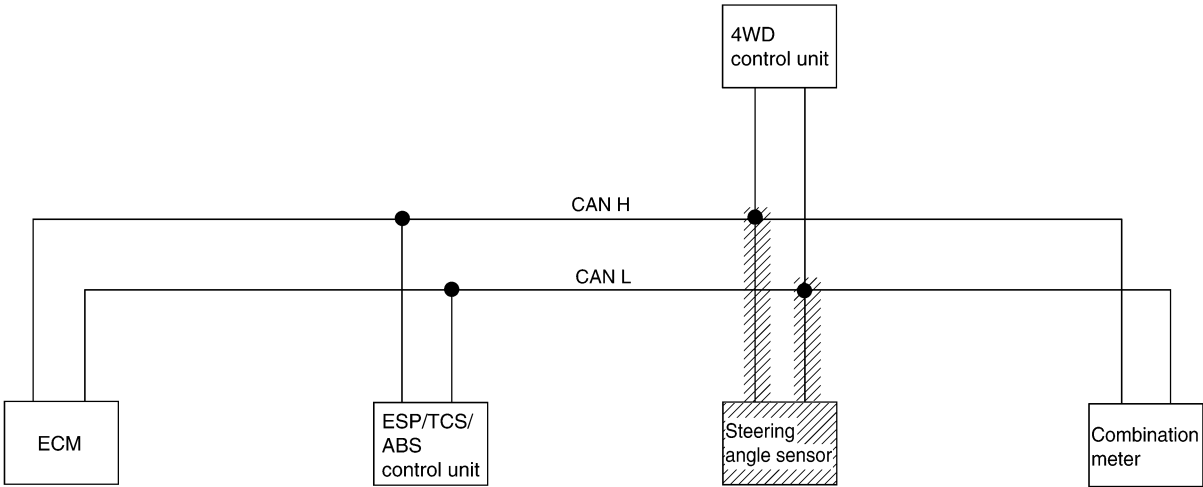 4WD
control unit
CAN H
CAN L
ECM
ESP/TCS/
ABS
control unit
Steering
angle sensor
Combination
meter